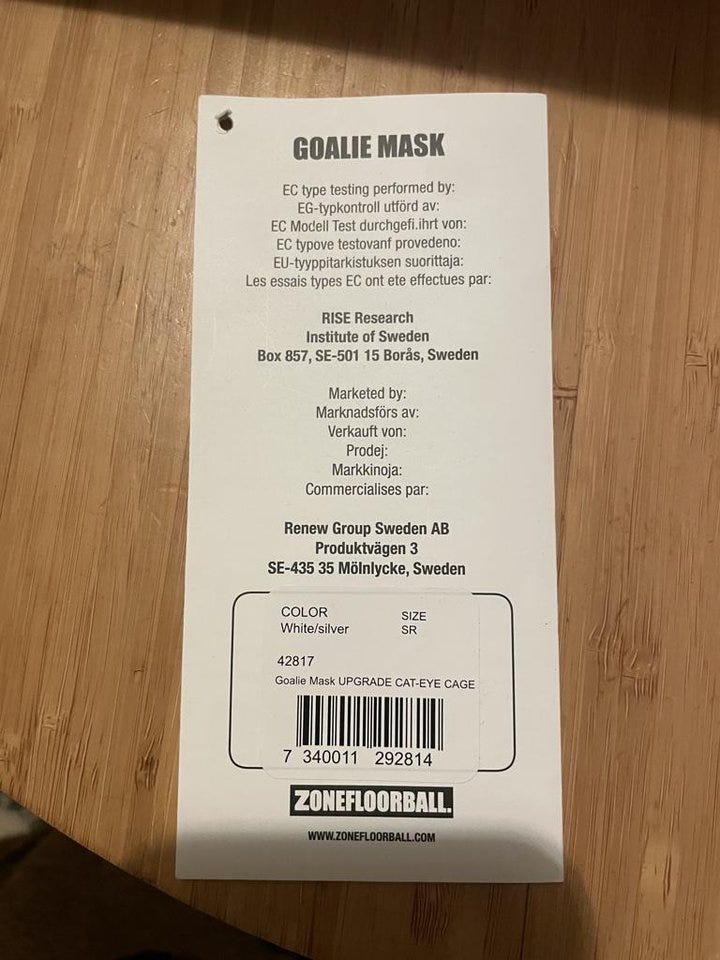 GOALIE MASK
EC type testing performed by:
EG-typkontroll utförd av:
EC Modell Test durchgefi.ihrt von:
EC typove testovanf provedeno:
EU-tyyppitarkistuksen suorittaja:
Les essais types EC ont ete effectues par:
RISE Research
Institute of Sweden
Box 857, SE-501 15 Borås, Sweden
Marketed by:
Marknadsförs av:
Verkauft von:
Prodej:
Markkinoja:
Commercialises par:
Renew Group Sweden AB
Produktvägen 3
SE-435 35 Mölnlycke, Sweden
COLOR SIZE
White/silver SR
42817
Goalie Mask UPGRADE CAT-EYE CAGE
7 340011 292814
ZONEFLOORBALL.
WWW.ZONEFLOORBALL.COM